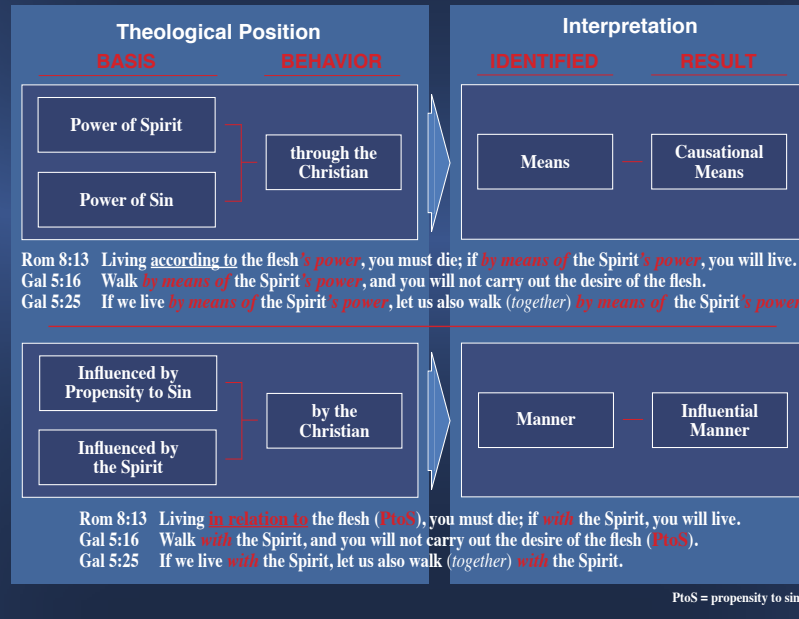 Theological Position
Interpretation
BASIS
BEHAVIOR
IDENTIFIED
RESULT
Power of Spirit
Power of Sin
through the
Christian
Means
Causational
Means
Rom 8:13 Living according to the flesh's power, you must die; if by means of the Spirit's power, you will live.
Gal 5:16 Walk by means of the Spirit's power, and you will not carry out the desire of the flesh.
Gal 5:25 If we live by means of the Spirit's power, let us also walk (together) by means of the Spirit's power
Influenced by
Propensity to Sin
Influenced by
the Spirit
by the
Christian
Manner
Influential
Manner
Rom 8:13 Living in relation to the flesh (PtoS), you must die; if with the Spirit, you will live.
Gal 5:16 Walk with the Spirit, and you will not carry out the desire of the flesh (PtoS).
Gal 5:25 If we live with the Spirit, let us also walk (together) with the Spirit.
PtoS = propensity to sin